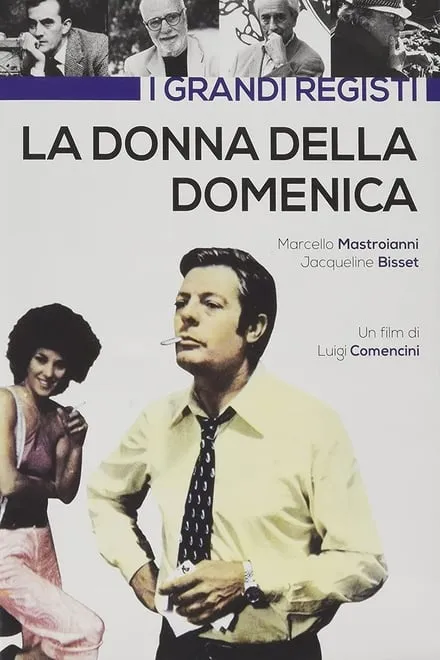 I GRANDI REGISTI
LA DONNA DELLA
DOMENICA
Marcello Mastroianni
Jacqueline Bisset
Un film di
Luigi Comencini